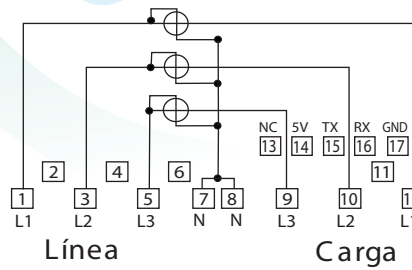 NC 5V TX RX GND
13 14 15 16 17
2 4 6 11
1 3 5 7 8 9 10
L1 L2 L3 N N L3 L2
Línea Carga